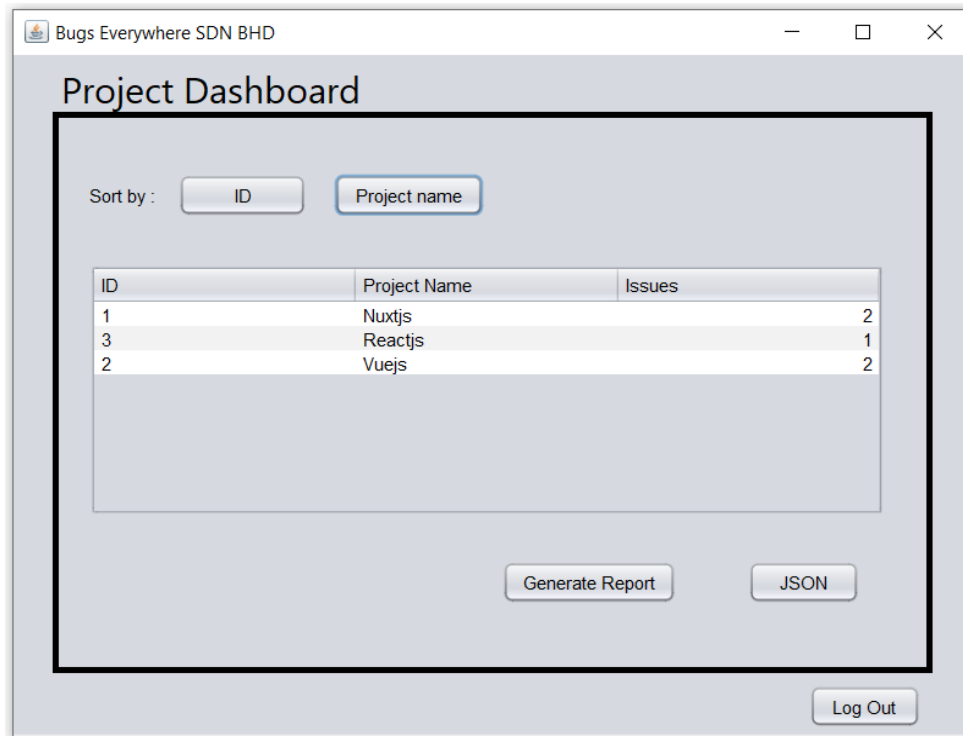 Bugs Everywhere SDN BHD
Project Dashboard
Sort by : ID Project name
ID Project Name Issues
1 Nuxtjs 2
3 Reactjs 1
2 Vuejs 2
Generate Report JSON
Log Out